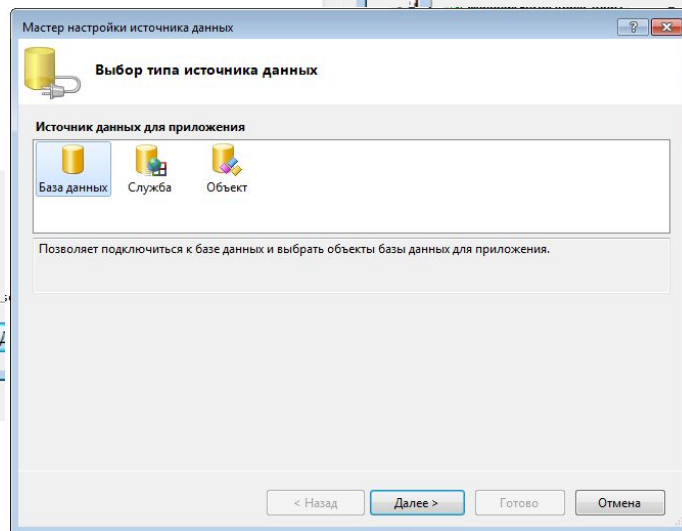 Мастер настройки источника данных
Выбор типа источника данных
Источник данных для приложения
База данных Служба Объект
Позволяет подключиться к базе данных и выбрать объекты базы данных для приложения.
< Назад Далее > Готово Отмена